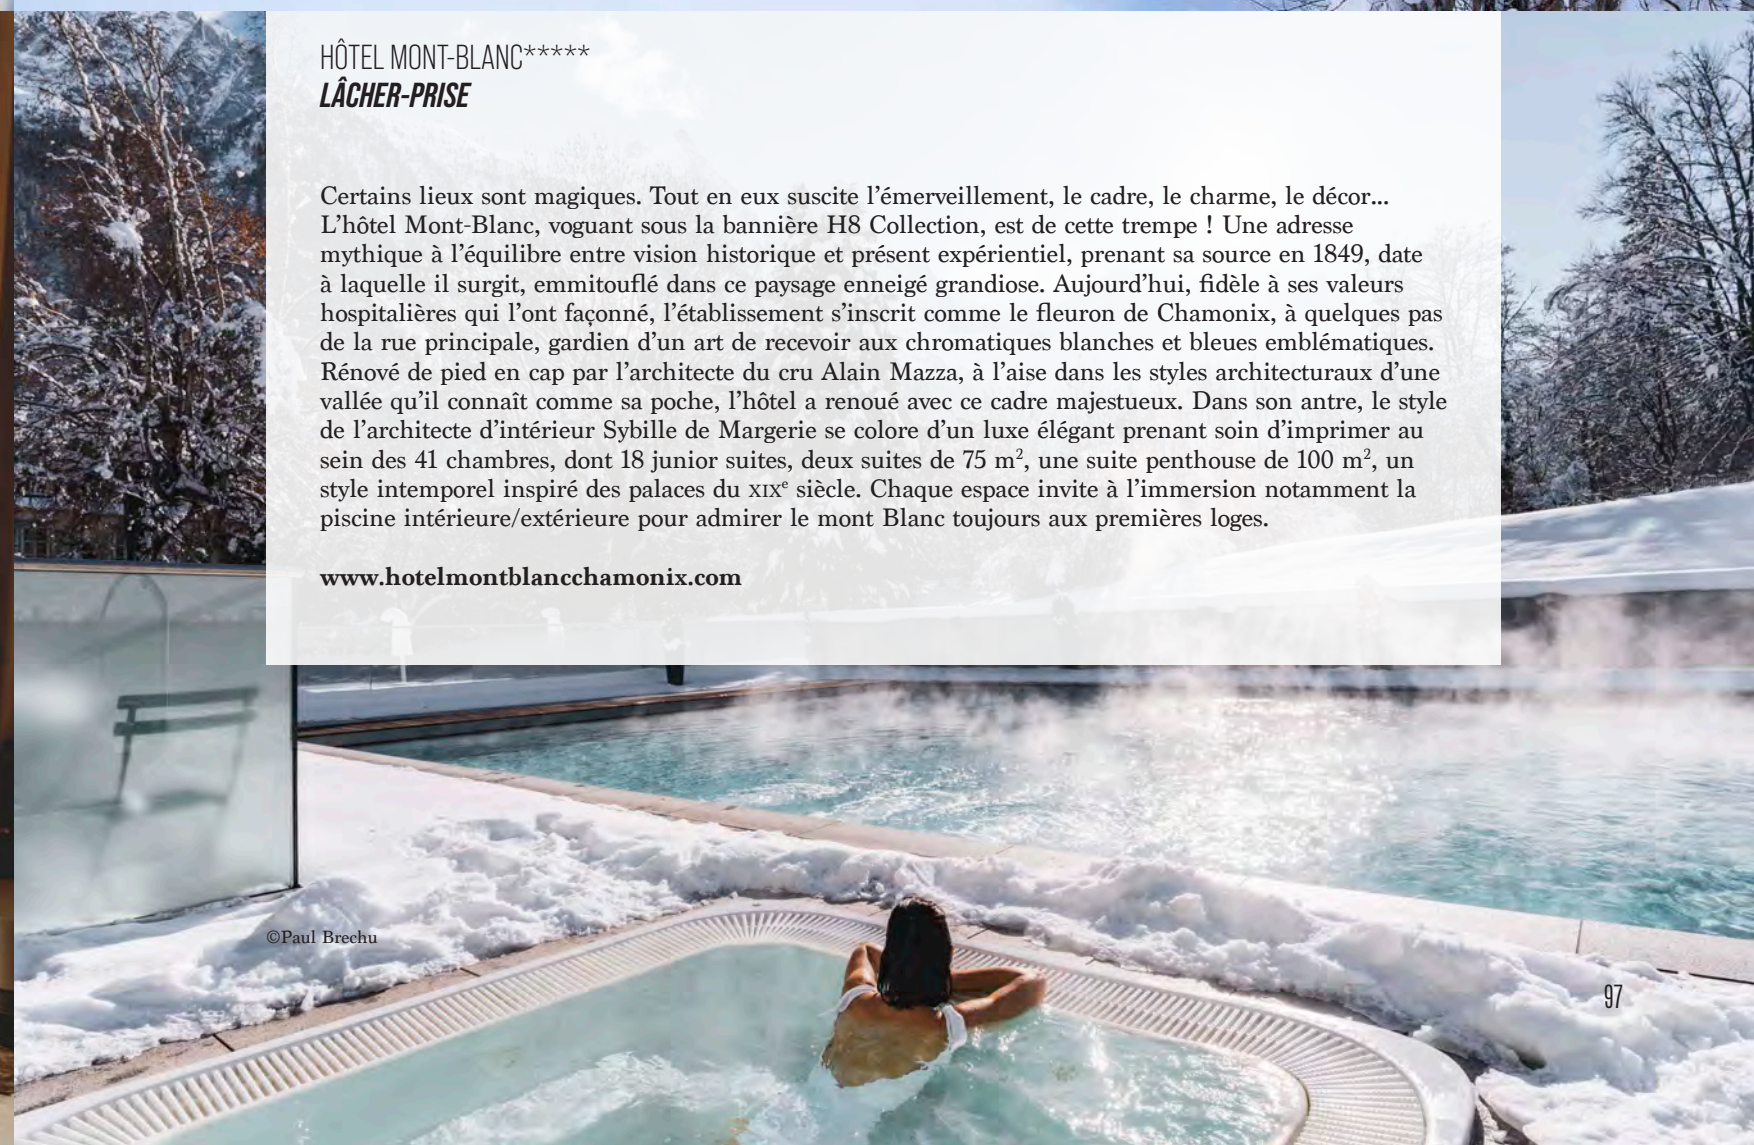 HÔTEL MONT-BLANC*****
LÂCHER-PRISE
Certains lieux sont magiques. Tout en eux suscite l’émerveillement, le cadre, le charme, le décor...
L’hôtel Mont-Blanc, voguant sous la bannière H8 Collection, est de cette trempe ! Une adresse
mythique à l’équilibre entre vision historique et présent expérientiel, prenant sa source en 1849, date
à laquelle il surgit, emmitouflé dans ce paysage enneigé grandiose. Aujourd’hui, fidèle à ses valeurs
hospitalières qui l’ont façonné, l’établissement s’inscrit comme le fleuron de Chamonix, à quelques pas
de la rue principale, gardien d’un art de recevoir aux chromatiques blanches et bleues emblématiques.
Rénové de pied en cap par l’architecte du cru Alain Mazza, à l’aise dans les styles architecturaux d’une
vallée qu’il connaît comme sa poche, l’hôtel a renoué avec ce cadre majestueux. Dans son antre, le style
de l’architecte d’intérieur Sybille de Margerie se colore d’un luxe élégant prenant soin d’imprimer au
sein des 41 chambres, dont 18 junior suites, deux suites de 75 m², une suite penthouse de 100 m², un
style intemporel inspiré des palaces du XIXᵉ siècle. Chaque espace invite à l’immersion notamment la
piscine intérieure/extérieure pour admirer le mont Blanc toujours aux premières loges.
www.hotelmontblancchamonix.com
©Paul Brechu
97